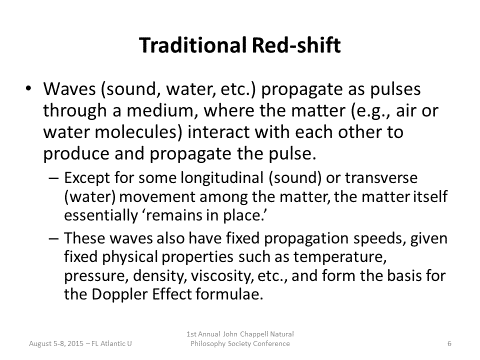 Traditional Red-shift
• Waves (sound, water, etc.) propagate as pulses
through a medium, where the matter (e.g., air or
water molecules) interact with each other to
produce and propagate the pulse.
– Except for some longitudinal (sound) or transverse
(water) movement among the matter, the matter itself
essentially ‘remains in place.’
– These waves also have fixed propagation speeds, given
fixed physical properties such as temperature,
pressure, density, viscosity, etc., and form the basis for
the Doppler Effect formulae.
August 5-8, 2015 – FL Atlantic U
1st Annual John Chappell Natural
Philosophy Society Conference
6